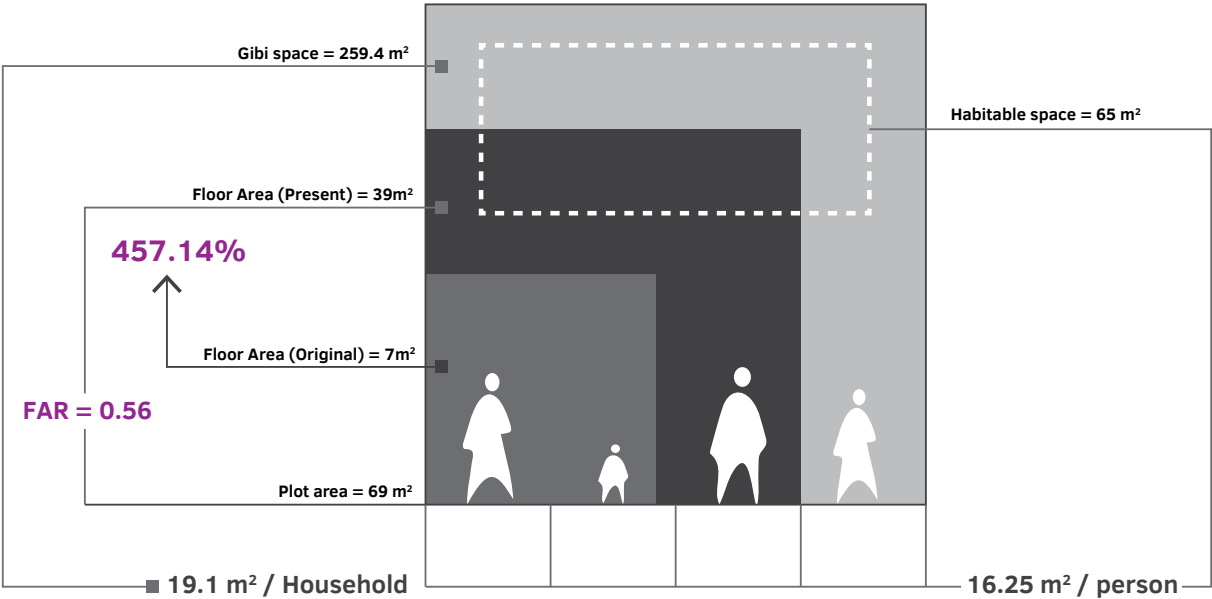 Gibi space = 259.4 m²
Habitable space = 65 m²
Floor Area (Present) = 39m²
457.14%
Floor Area (Original) = 7m²
FAR = 0.56
Plot area = 69 m²
19.1 m² / Household
16.25 m² / person